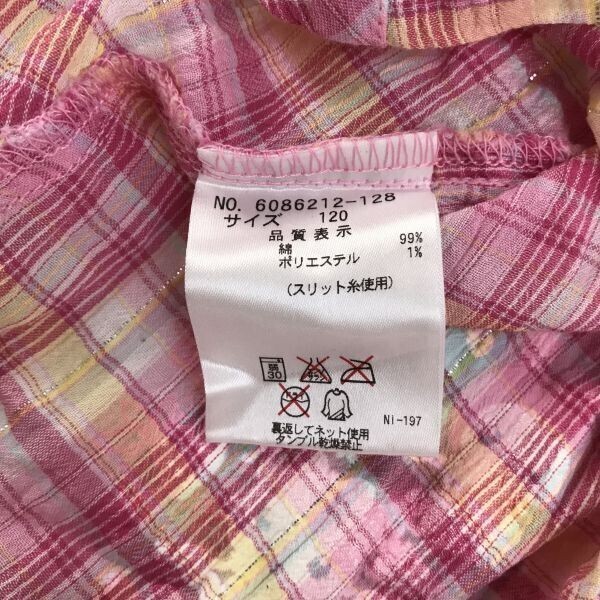 NO. 6086212-128
サイズ 120
品質表示
綿 99%
ポリエステル 1%
(スリット糸使用)
弱
30
NI-197
裏返してネット使用
タンブル乾燥禁止